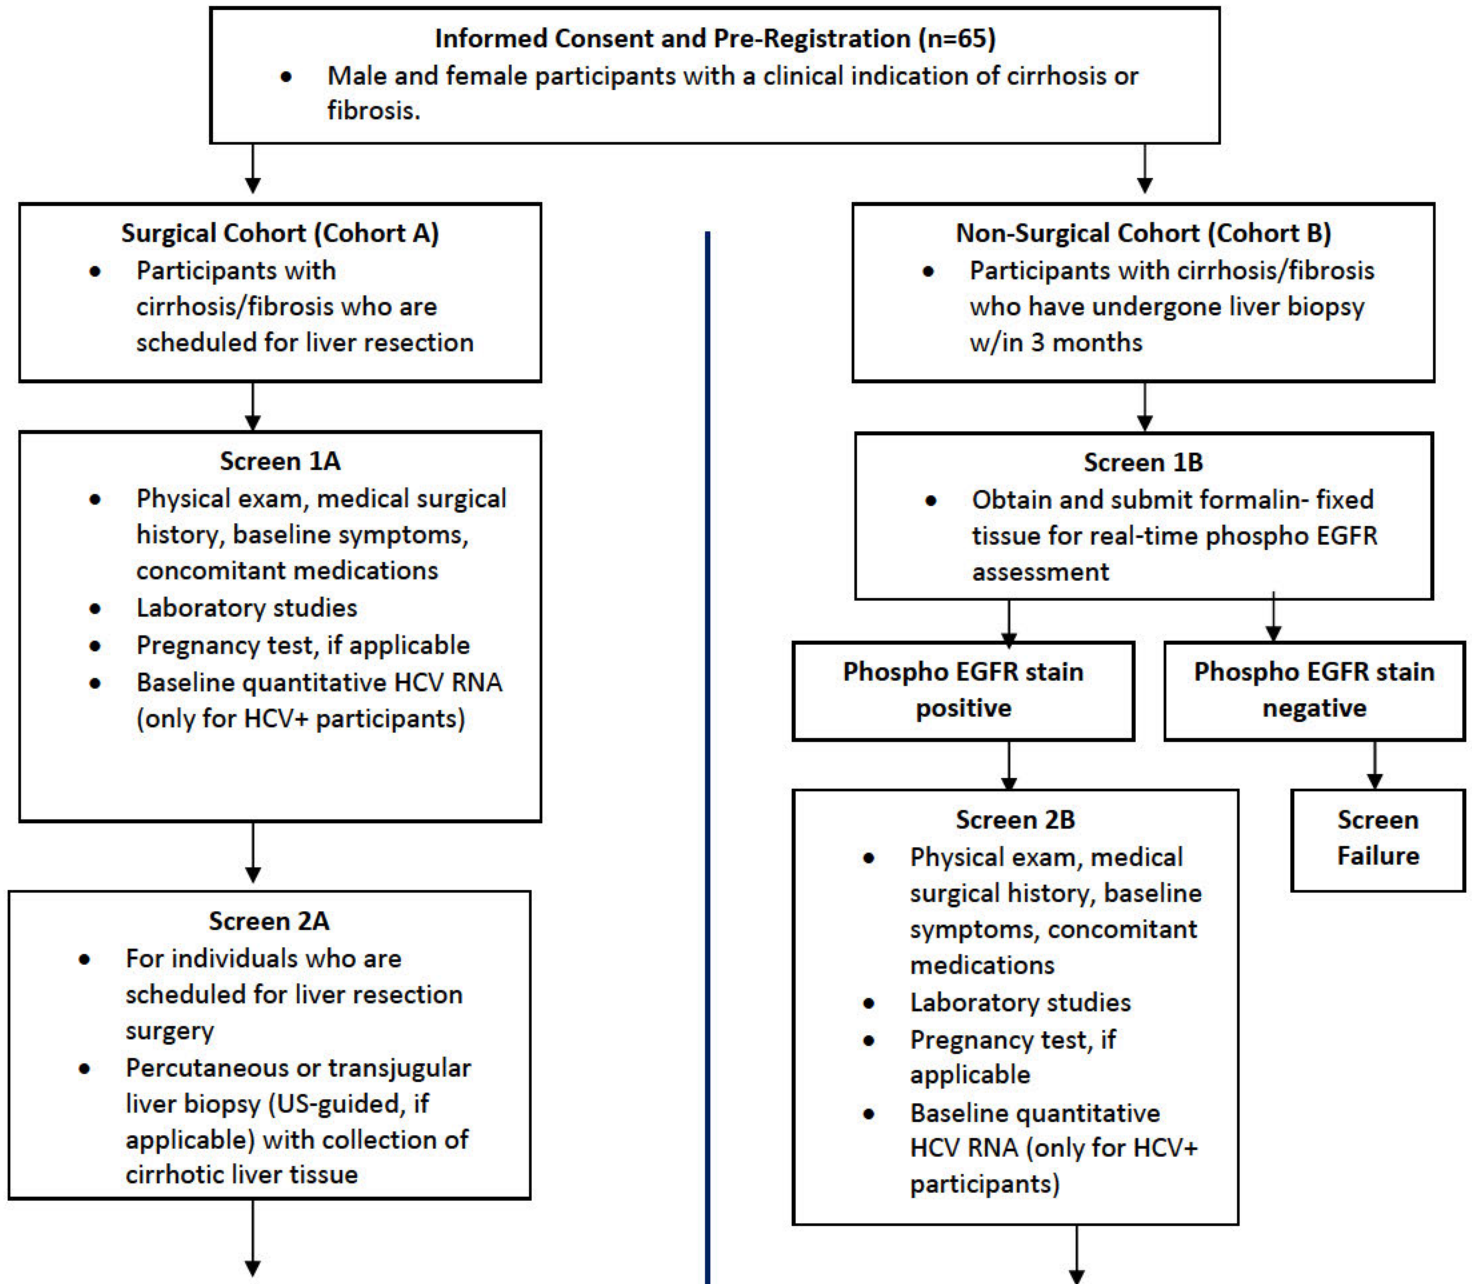 Informed Consent and Pre-Registration (n=65)
• Male and female participants with a clinical indication of cirrhosis or
fibrosis.
Surgical Cohort (Cohort A)
• Participants with
cirrhosis/fibrosis who are
scheduled for liver resection
Screen 1A
• Physical exam, medical surgical
history, baseline symptoms,
concomitant medications
• Laboratory studies
• Pregnancy test, if applicable
• Baseline quantitative HCV RNA
(only for HCV+ participants)
Screen 2A
• For individuals who are
scheduled for liver resection
surgery
• Percutaneous or transjugular
liver biopsy (US-guided, if
applicable) with collection of
cirrhotic liver tissue
Non-Surgical Cohort (Cohort B)
• Participants with cirrhosis/fibrosis
who have undergone liver biopsy
w/in 3 months
Screen 1B
• Obtain and submit formalin- fixed
tissue for real-time phospho EGFR
assessment
Phospho EGFR stain
positive
Phospho EGFR stain
negative
Screen 2B
• Physical exam, medical
surgical history, baseline
symptoms, concomitant
medications
• Laboratory studies
• Pregnancy test, if
applicable
• Baseline quantitative
HCV RNA (only for HCV+
participants)
Screen
Failure